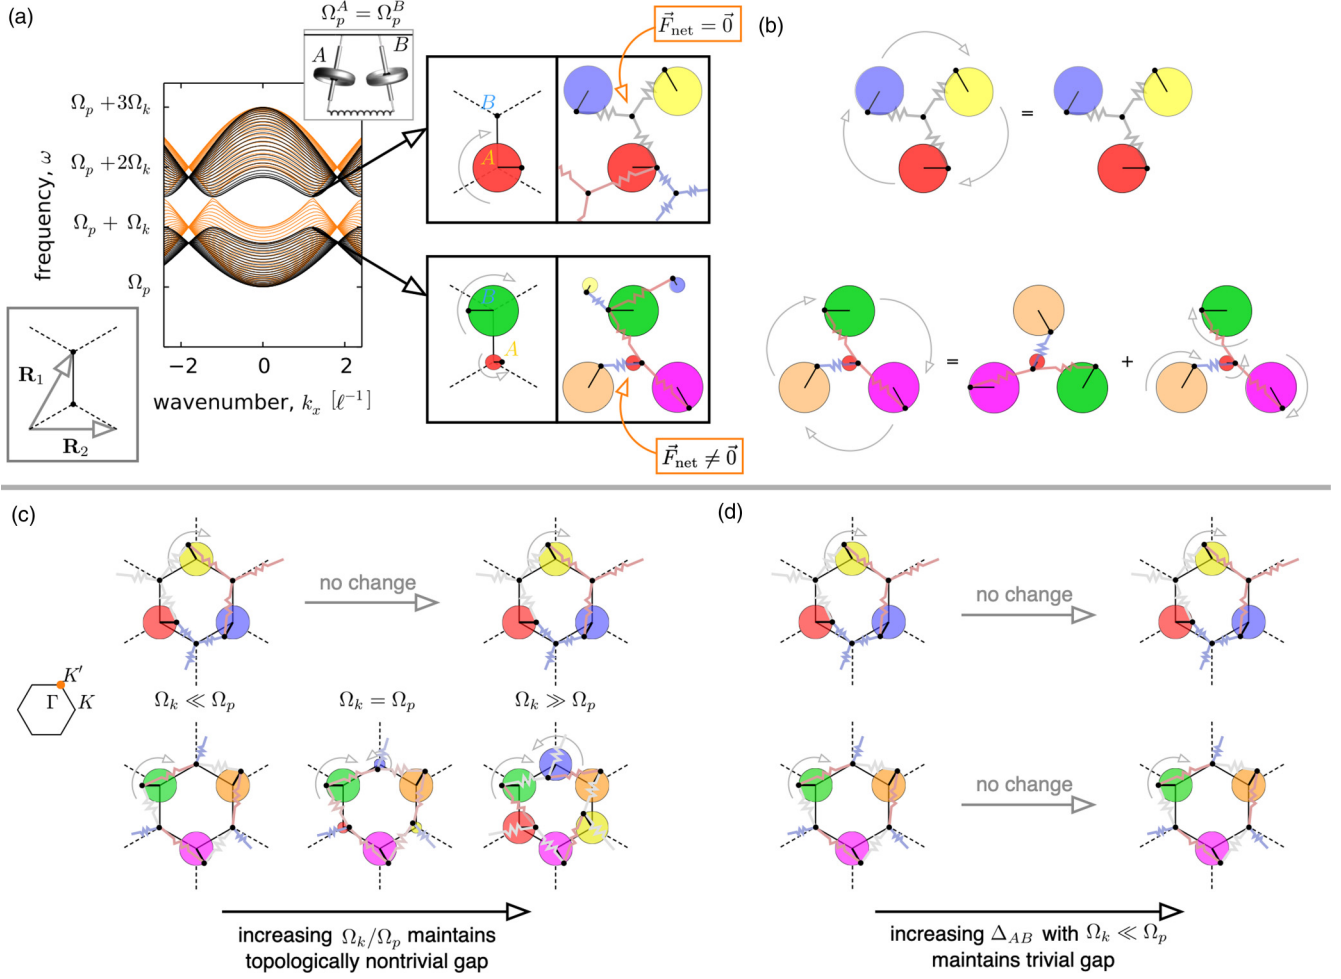 (a)
Ω_p^A = Ω_p^B
A
B
Ω_p + 3Ω_k
Ω_p + 2Ω_k
Ω_p + Ω_k
Ω_p
frequency, ω
−2
0
2
wavenumber, k_x [ℓ^{−1}]
R_1
R_2
B
A
F⃗_net = 0⃗
B
A
F⃗_net ≠ 0⃗
(b)
=
=
+
(c)
no change
K′
Γ
K
Ω_k ≪ Ω_p
Ω_k = Ω_p
Ω_k ≫ Ω_p
increasing Ω_k/Ω_p maintains
topologically nontrivial gap
(d)
no change
no change
increasing Δ_AB with Ω_k ≪ Ω_p
maintains trivial gap